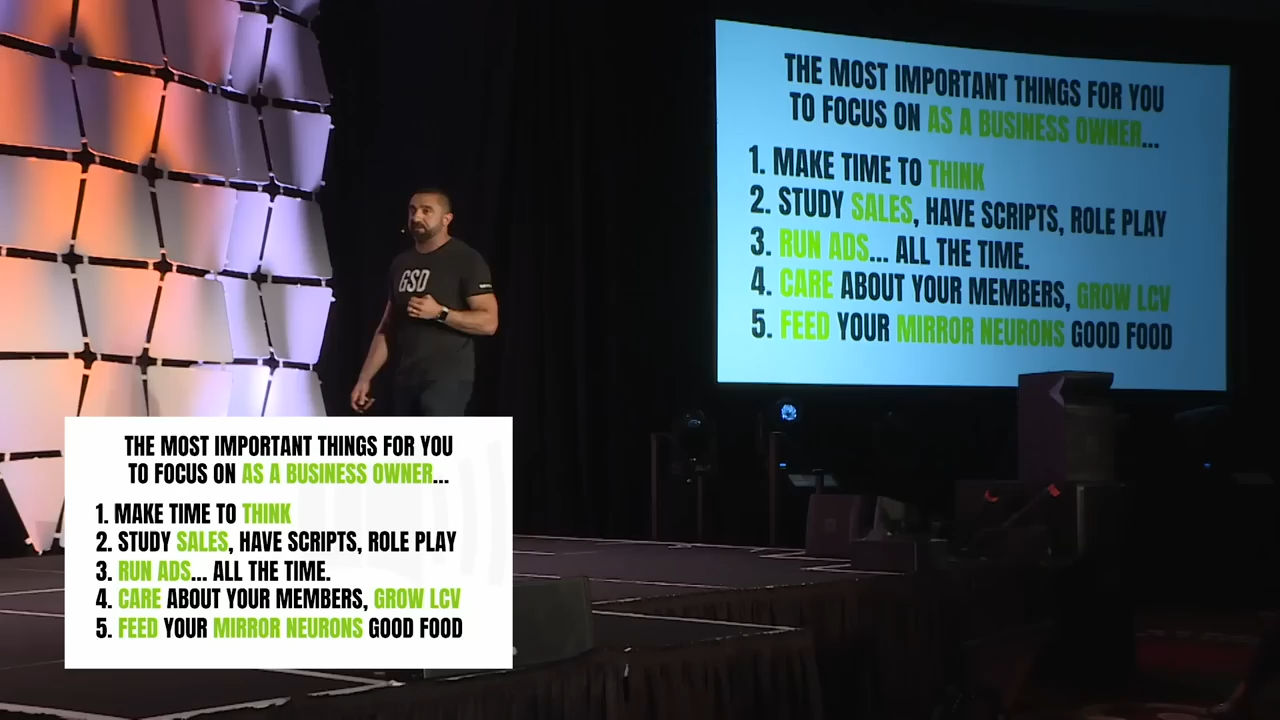 THE MOST IMPORTANT THINGS FOR YOU
TO FOCUS ON AS A BUSINESS OWNER...
1. MAKE TIME TO THINK
2. STUDY SALES, HAVE SCRIPTS, ROLE PLAY
3. RUN ADS... ALL THE TIME.
4. CARE ABOUT YOUR MEMBERS, GROW LCV
5. FEED YOUR MIRROR NEURONS GOOD FOOD
GSD
THE MOST IMPORTANT THINGS FOR YOU
TO FOCUS ON AS A BUSINESS OWNER...
1. MAKE TIME TO THINK
2. STUDY SALES, HAVE SCRIPTS, ROLE PLAY
3. RUN ADS... ALL THE TIME.
4. CARE ABOUT YOUR MEMBERS, GROW LCV
5. FEED YOUR MIRROR NEURONS GOOD FOOD